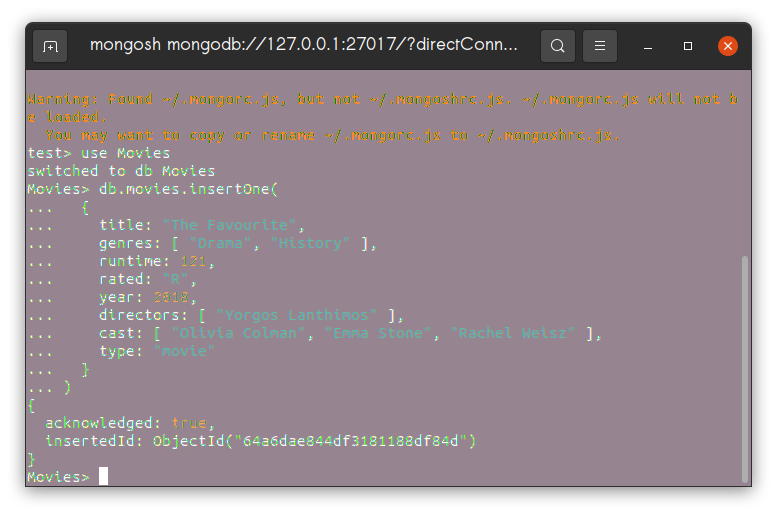 mongosh mongodb://127.0.0.1:27017/?directConn...
Warning: Found ~/.mongorc.js, but not ~/.mongoshrc.js. ~/.mongorc.js will not b
e loaded.
  You may want to copy or rename ~/.mongorc.js to ~/.mongoshrc.js.
test> use Movies
switched to db Movies
Movies> db.movies.insertOne(
...   {
...     title: "The Favourite",
...     genres: [ "Drama", "History" ],
...     runtime: 121,
...     rated: "R",
...     year: 2018,
...     directors: [ "Yorgos Lanthimos" ],
...     cast: [ "Olivia Colman", "Emma Stone", "Rachel Weisz" ],
...     type: "movie"
...   }
... )
{
  acknowledged: true,
  insertedId: ObjectId("64a6dae844df3181188df84d")
}
Movies>